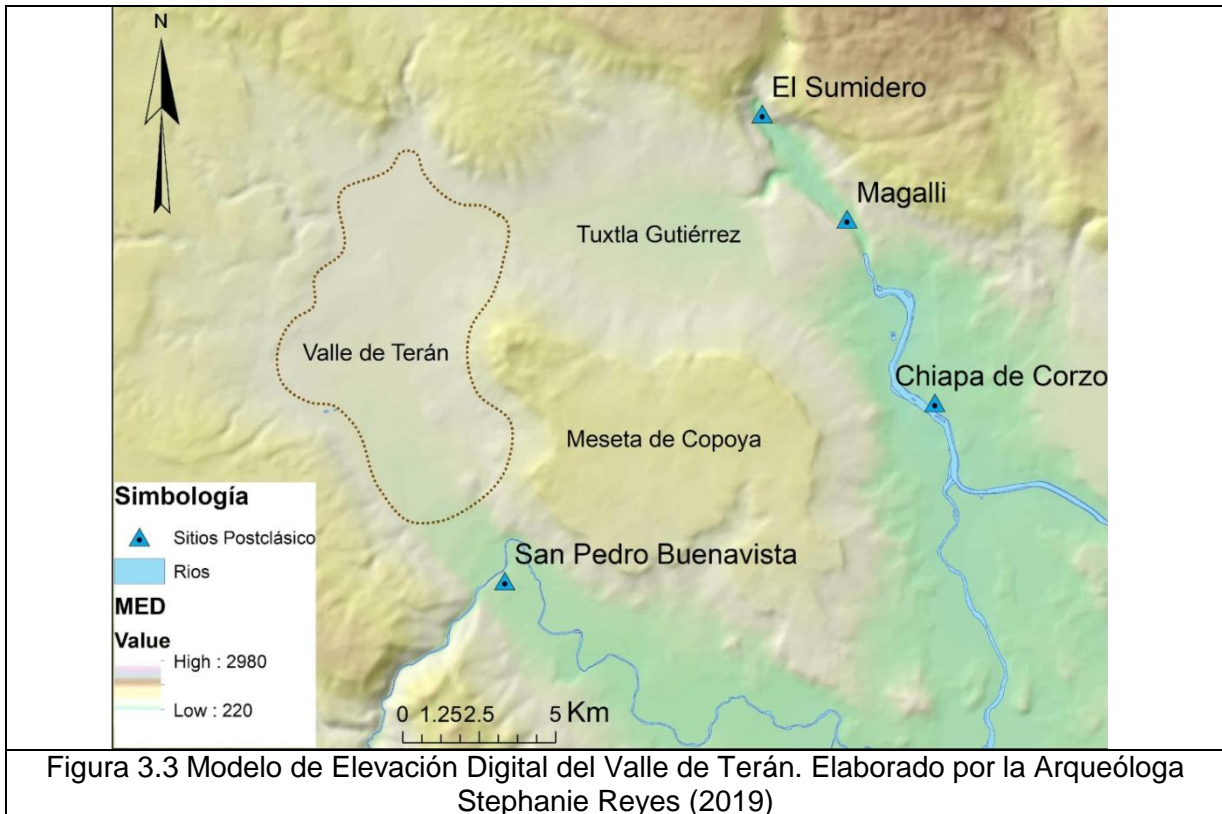 N
El Sumidero
Magalli
Tuxtla Gutiérrez
Valle de Terán
Chiapa de Corzo
Meseta de Copoya
Simbología
Sitios Postclásico
Rios
San Pedro Buenavista
MED
Value
High : 2980
Low : 220
0 1.252.5 5 Km
Figura 3.3 Modelo de Elevación Digital del Valle de Terán. Elaborado por la Arqueóloga
Stephanie Reyes (2019)